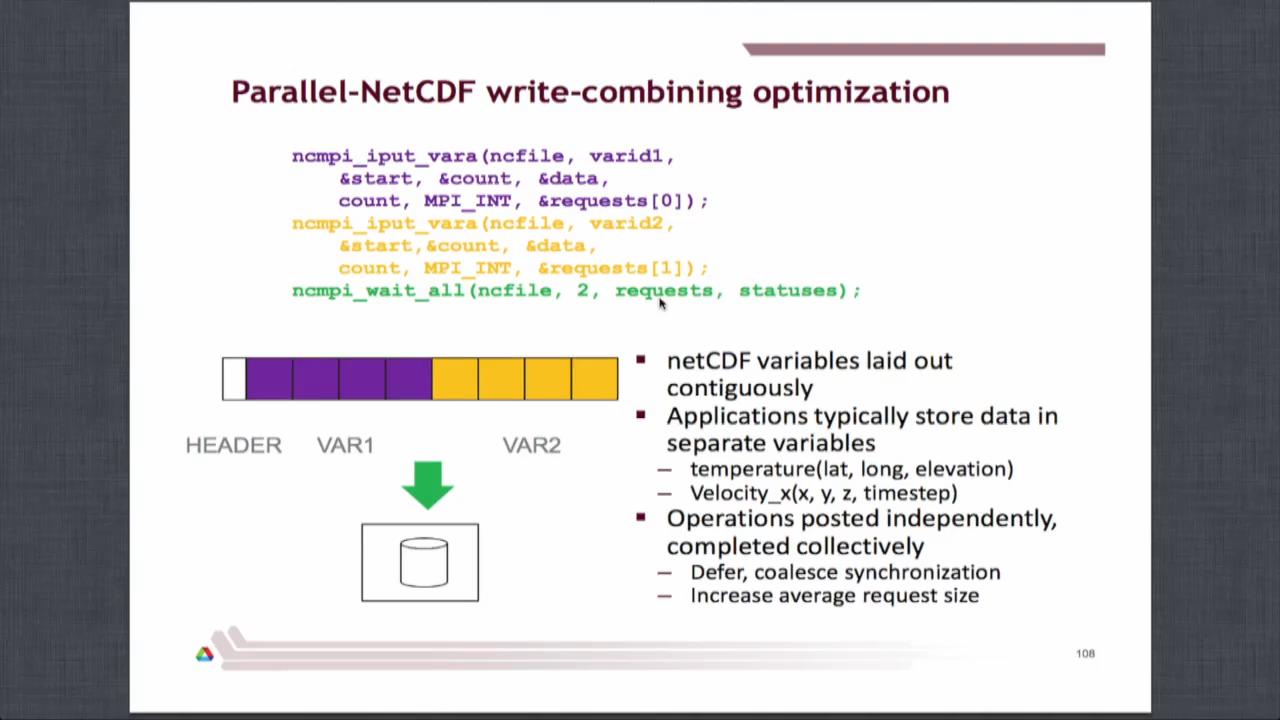 Parallel-NetCDF write-combining optimization
ncmpi_iput_vara(ncfile, varid1,
&start, &count, &data,
count, MPI_INT, &requests[0]);
ncmpi_iput_vara(ncfile, varid2,
&start,&count, &data,
count, MPI_INT, &requests[1]);
ncmpi_wait_all(ncfile, 2, requests, statuses);
HEADER VAR1 VAR2
▪ netCDF variables laid out
contiguously
▪ Applications typically store data in
separate variables
– temperature(lat, long, elevation)
– Velocity_x(x, y, z, timestep)
▪ Operations posted independently,
completed collectively
– Defer, coalesce synchronization
– Increase average request size
108